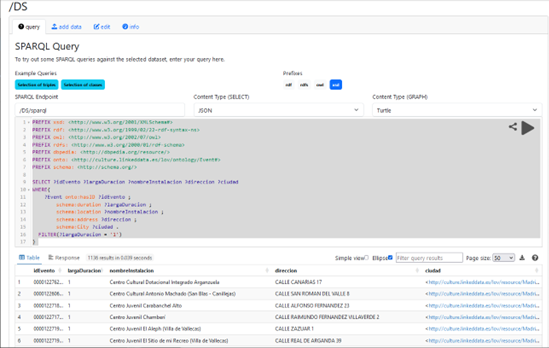 /DS
query add data edit info
SPARQL Query
To try out some SPARQL queries against the selected dataset, enter your query here.
Example Queries Prefixes
Selection of triples Selection of classes rdf rdfs owl xsd
SPARQL Endpoint Content Type (SELECT) Content Type (GRAPH)
/DS/sparql JSON Turtle
1 PREFIX xsd: <http://www.w3.org/2001/XMLSchema#>
2 PREFIX rdf: <http://www.w3.org/1999/02/22-rdf-syntax-ns>
3 PREFIX owl: <http://www.w3.org/2002/07/owl>
4 PREFIX rdfs: <http://www.w3.org/2000/01/rdf-schema>
5 PREFIX dbpedia: <http://dbpedia.org/resource/>
6 PREFIX onto: <http://culture.linkeddata.es/lov/ontology/Event#>
7 PREFIX schema: <http://schema.org/>
8
9 SELECT ?idEvento ?largaDuracion ?nombreInstalacion ?direccion ?ciudad
10 WHERE{
11 ?Event onto:hasID ?idEvento ;
12 schema:duration ?largaDuracion ;
13 schema:location ?nombreInstalacion ;
14 schema:address ?direccion ;
15 schema:City ?ciudad .
16 FILTER(?largaDuracion = '1')
17 }
Table Response 1136 results in 0.039 seconds Simple view Ellipse Filter query results Page size: 50
idEvento largaDuracion nombreInstalacion direccion ciudad
1 0000122762... 1 Centro Cultural Dotacional Integrado Arganzuela CALLE CANARIAS 17 <http://culture.linkeddata.es/lov/resource/Madri...
2 0000122608... 1 Centro Cultural Antonio Machado (San Blas - Canillejas) CALLE SAN ROMAN DEL VALLE 8 <http://culture.linkeddata.es/lov/resource/Madri...
3 1 Centro Juvenil Carabanchel Alto CALLE ALFONSO FERNANDEZ 23 <http://culture.linkeddata.es/lov/resource/Madri...
4 1 Centro Juvenil Chamberí CALLE RAIMUNDO FERNANDEZ VILLAVERDE 2 <http://culture.linkeddata.es/lov/resource/Madri...
5 1 Centro Juvenil El Aleph (Villa de Vallecas) CALLE ZAZUAR 1 <http://culture.linkeddata.es/lov/resource/Madri...
6 1 Centro Juvenil El Sitio de mi Recreo (Villa de Vallecas) CALLE REAL DE ARGANDA 39 <http://culture.linkeddata.es/lov/resource/Madri...